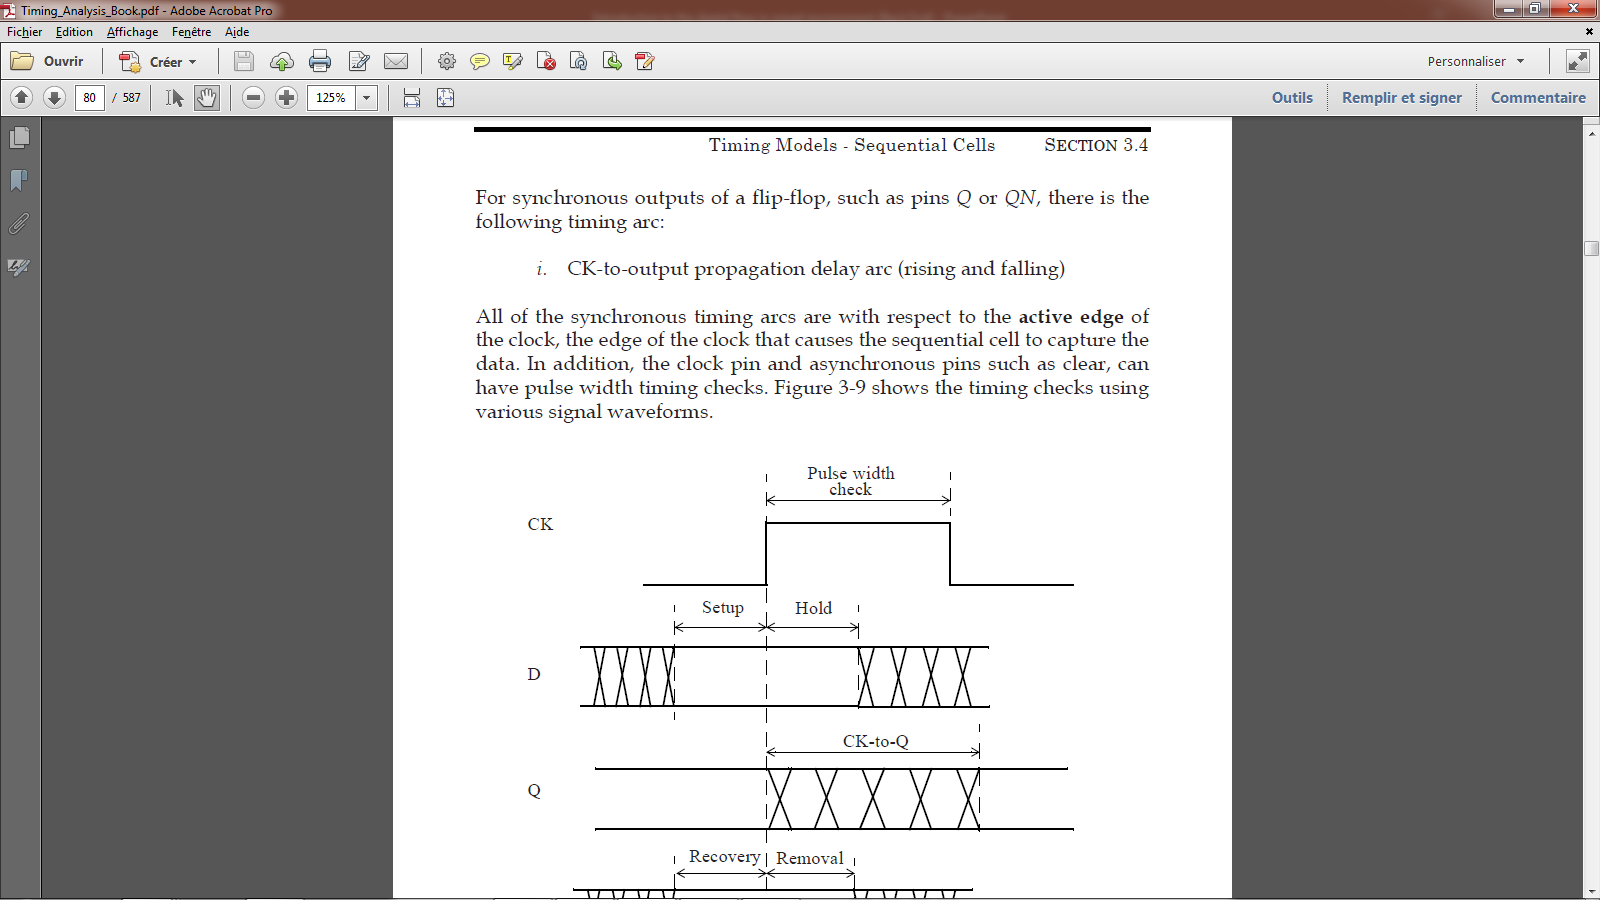 Timing_Analysis_Book.pdf - Adobe Acrobat Pro
Fichier Edition Affichage Fenêtre Aide
Ouvrir Créer Personnaliser
80 / 587 125% Outils Remplir et signer Commentaire
Timing Models - Sequential Cells SECTION 3.4
For synchronous outputs of a flip-flop, such as pins Q or QN, there is the
following timing arc:
i. CK-to-output propagation delay arc (rising and falling)
All of the synchronous timing arcs are with respect to the active edge of
the clock, the edge of the clock that causes the sequential cell to capture the
data. In addition, the clock pin and asynchronous pins such as clear, can
have pulse width timing checks. Figure 3-9 shows the timing checks using
various signal waveforms.
Pulse width
check
CK
Setup Hold
D
CK-to-Q
Q
Recovery Removal